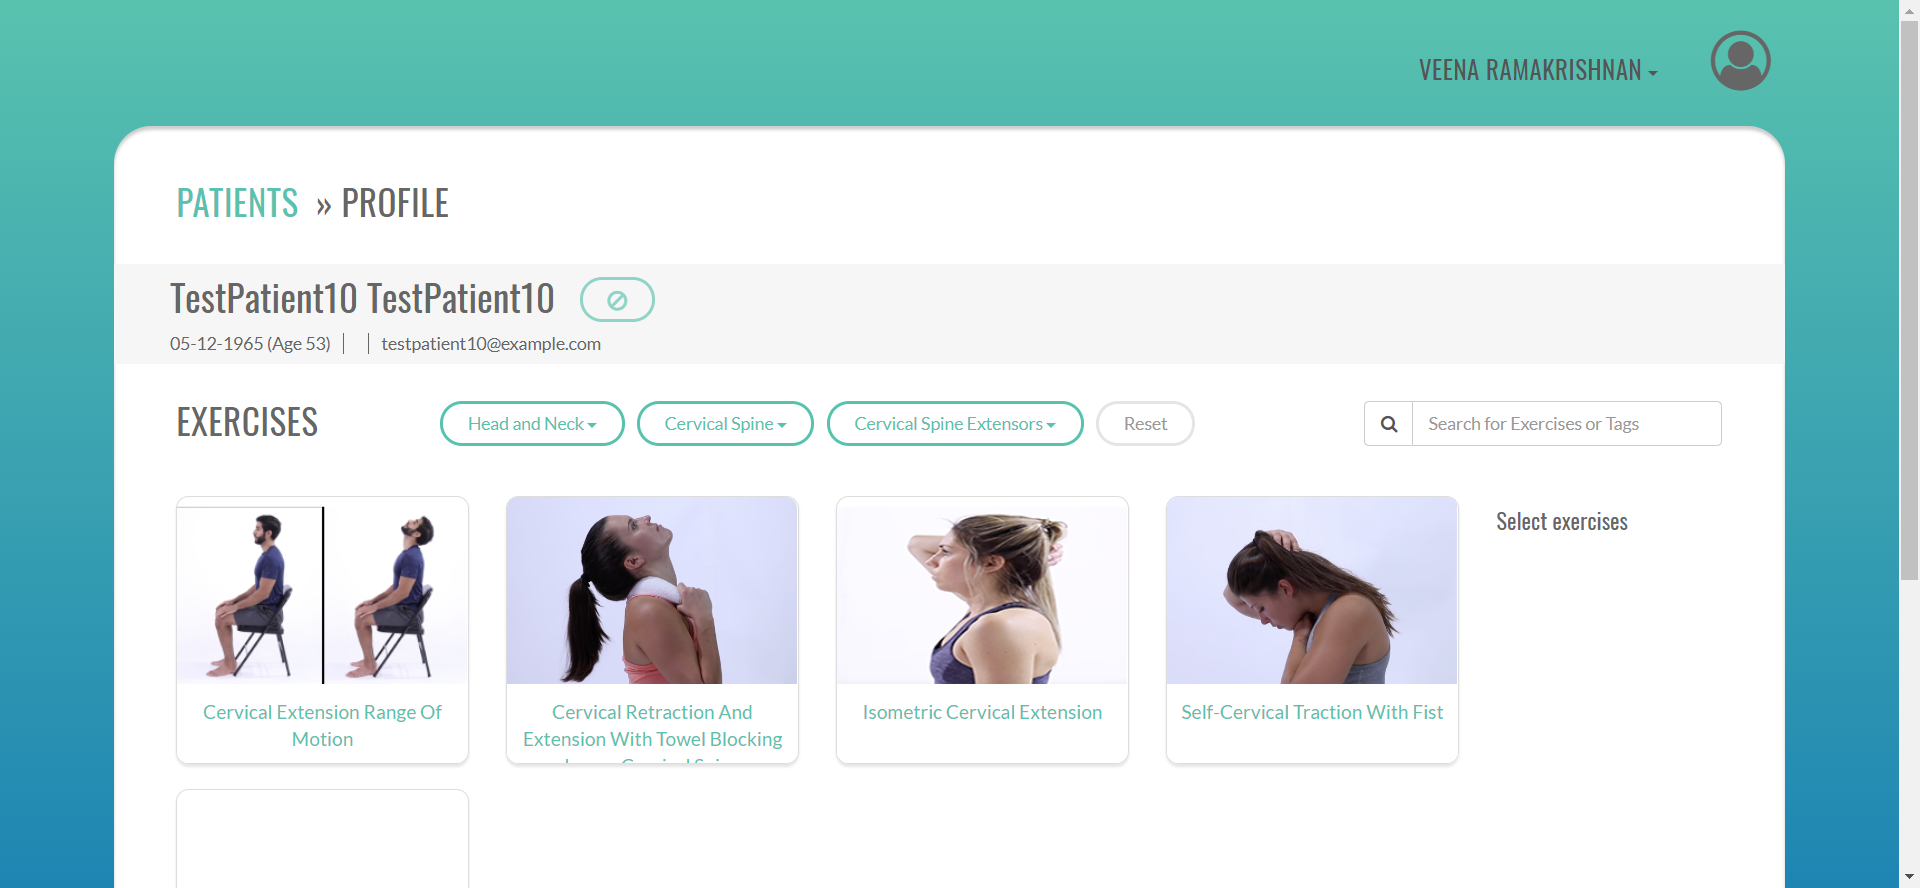 VEENA RAMAKRISHNAN
PATIENTS » PROFILE
TestPatient10 TestPatient10
05-12-1965 (Age 53) | | testpatient10@example.com
EXERCISES
Head and Neck
Cervical Spine
Cervical Spine Extensors
Reset
Search for Exercises or Tags
Cervical Extension Range Of
Motion
Cervical Retraction And
Extension With Towel Blocking
Isometric Cervical Extension
Self-Cervical Traction With Fist
Select exercises